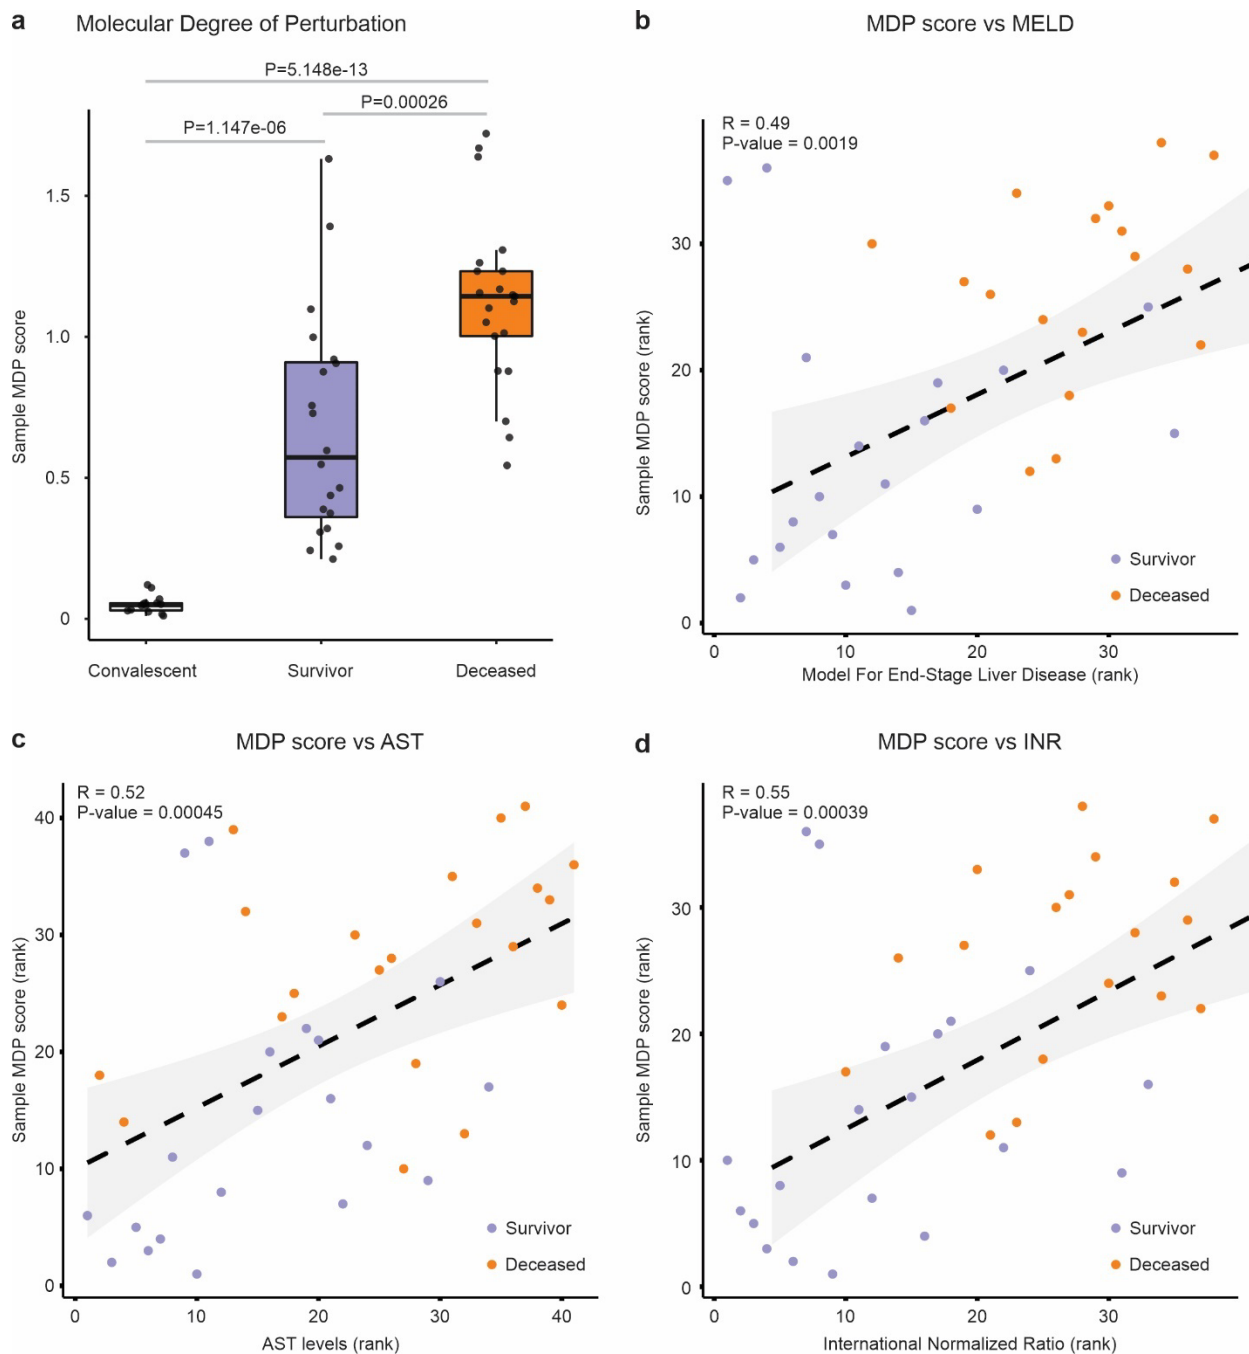 a Molecular Degree of Perturbation
P=5.148e-13
P=0.00026
P=1.147e-06
Sample MDP score
1.5
1.0
0.5
0
Convalescent Survivor Deceased
b MDP score vs MELD
R = 0.49
P-value = 0.0019
Sample MDP score (rank)
30
20
10
0
Survivor
Deceased
0 10 20 30
Model For End-Stage Liver Disease (rank)
c MDP score vs AST
R = 0.52
P-value = 0.00045
Sample MDP score (rank)
40
30
20
10
0
Survivor
Deceased
0 10 20 30 40
AST levels (rank)
d MDP score vs INR
R = 0.55
P-value = 0.00039
Sample MDP score (rank)
30
20
10
0
Survivor
Deceased
0 10 20 30
International Normalized Ratio (rank)